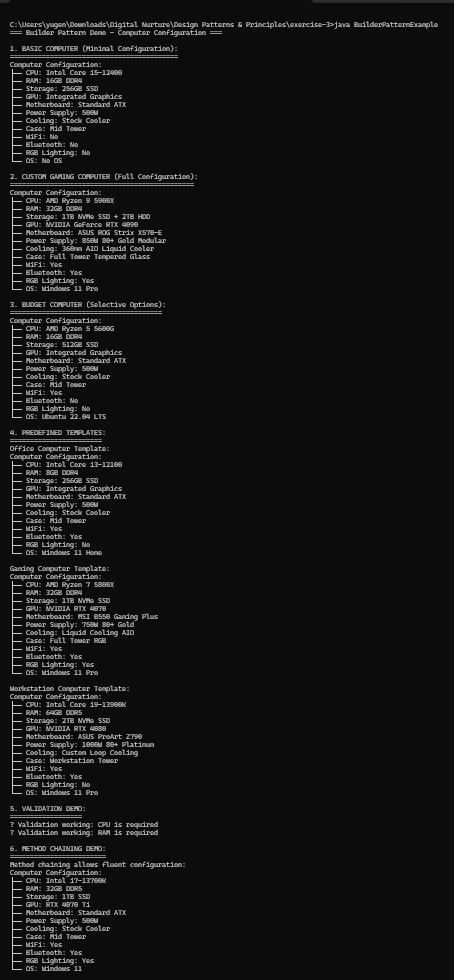 C:\Users\yugen\Downloads\Digital Nurture\Design Patterns & Principles\exercise-3>java BuilderPatternExample
=== Builder Pattern Demo - Computer Configuration ===
1. BASIC COMPUTER (Minimal Configuration):
==========================================
Computer Configuration:
├── CPU: Intel Core i5-12400
├── RAM: 16GB DDR4
├── Storage: 256GB SSD
├── GPU: Integrated Graphics
├── Motherboard: Standard ATX
├── Power Supply: 500W
├── Cooling: Stock Cooler
├── Case: Mid Tower
├── WiFi: No
├── Bluetooth: No
├── RGB Lighting: No
└── OS: No OS
2. CUSTOM GAMING COMPUTER (Full Configuration):
==============================================
Computer Configuration:
├── CPU: AMD Ryzen 9 5900X
├── RAM: 32GB DDR4
├── Storage: 1TB NVMe SSD + 2TB HDD
├── GPU: NVIDIA GeForce RTX 4090
├── Motherboard: ASUS ROG Strix X570-E
├── Power Supply: 850W 80+ Gold Modular
├── Cooling: 360mm AIO Liquid Cooler
├── Case: Full Tower Tempered Glass
├── WiFi: Yes
├── Bluetooth: Yes
├── RGB Lighting: Yes
└── OS: Windows 11 Pro
3. BUDGET COMPUTER (Selective Options):
======================================
Computer Configuration:
├── CPU: AMD Ryzen 5 5600G
├── RAM: 16GB DDR4
├── Storage: 512GB SSD
├── GPU: Integrated Graphics
├── Motherboard: Standard ATX
├── Power Supply: 500W
├── Cooling: Stock Cooler
├── Case: Mid Tower
├── WiFi: Yes
├── Bluetooth: No
├── RGB Lighting: No
└── OS: Ubuntu 22.04 LTS
4. PREDEFINED TEMPLATES:
=======================
Office Computer Template:
Computer Configuration:
├── CPU: Intel Core i3-12100
├── RAM: 8GB DDR4
├── Storage: 256GB SSD
├── GPU: Integrated Graphics
├── Motherboard: Standard ATX
├── Power Supply: 500W
├── Cooling: Stock Cooler
├── Case: Mid Tower
├── WiFi: Yes
├── Bluetooth: Yes
├── RGB Lighting: No
└── OS: Windows 11 Home
Gaming Computer Template:
Computer Configuration:
├── CPU: AMD Ryzen 7 5800X
├── RAM: 32GB DDR4
├── Storage: 1TB NVMe SSD
├── GPU: NVIDIA RTX 4070
├── Motherboard: MSI B550 Gaming Plus
├── Power Supply: 750W 80+ Gold
├── Cooling: Liquid Cooling AIO
├── Case: Full Tower RGB
├── WiFi: Yes
├── Bluetooth: Yes
├── RGB Lighting: Yes
└── OS: Windows 11 Pro
Workstation Computer Template:
Computer Configuration:
├── CPU: Intel Core i9-13900K
├── RAM: 64GB DDR5
├── Storage: 2TB NVMe SSD
├── GPU: NVIDIA RTX 4080
├── Motherboard: ASUS ProArt Z790
├── Power Supply: 1000W 80+ Platinum
├── Cooling: Custom Loop Cooling
├── Case: Workstation Tower
├── WiFi: Yes
├── Bluetooth: Yes
├── RGB Lighting: No
└── OS: Windows 11 Pro
5. VALIDATION DEMO:
==================
? Validation working: CPU is required
? Validation working: RAM is required
6. METHOD CHAINING DEMO:
========================
Method chaining allows fluent configuration:
Computer Configuration:
├── CPU: Intel i7-13700K
├── RAM: 32GB DDR5
├── Storage: 1TB SSD
├── GPU: RTX 4070 Ti
├── Motherboard: Standard ATX
├── Power Supply: 500W
├── Cooling: Stock Cooler
├── Case: Mid Tower
├── WiFi: Yes
├── Bluetooth: Yes
├── RGB Lighting: Yes
└── OS: Windows 11